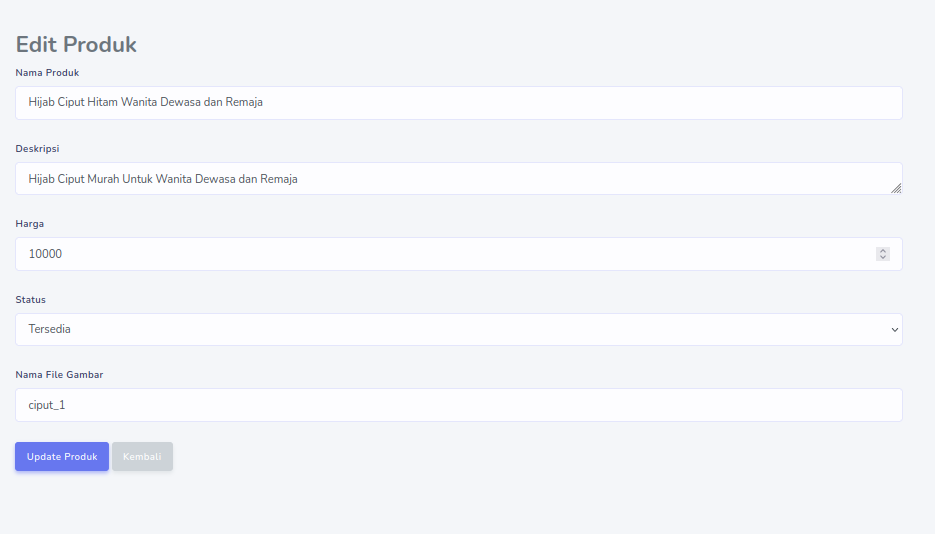 Edit Produk
Nama Produk
Hijab Ciput Hitam Wanita Dewasa dan Remaja
Deskripsi
Hijab Ciput Murah Untuk Wanita Dewasa dan Remaja
Harga
10000
Status
Tersedia
Nama File Gambar
ciput_1
Update Produk Kembali